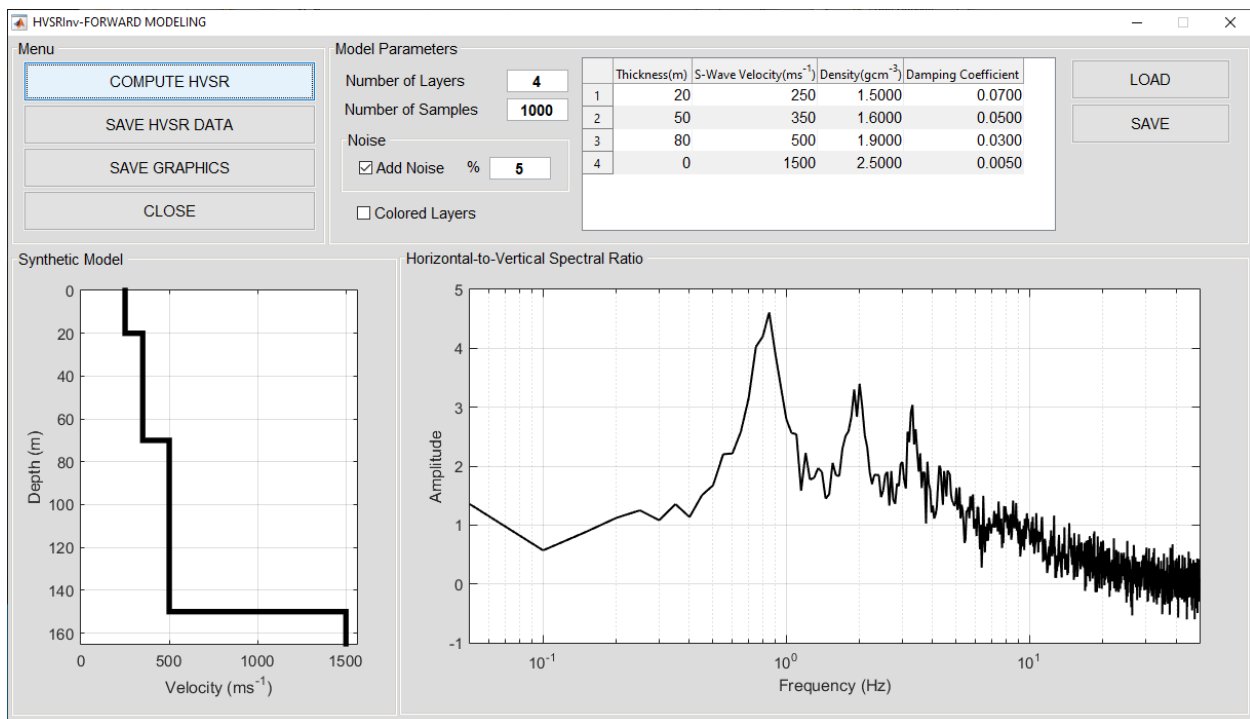 HVSRInv-FORWARD MODELING
Menu
COMPUTE HVSR
SAVE HVSR DATA
SAVE GRAPHICS
CLOSE
Model Parameters
Number of Layers 4
Number of Samples 1000
Noise
Add Noise % 5
Colored Layers
Thickness(m) S-Wave Velocity(ms⁻¹) Density(gcm⁻³) Damping Coefficient
1 20 250 1.5000 0.0700
2 50 350 1.6000 0.0500
3 80 500 1.9000 0.0300
4 0 1500 2.5000 0.0050
LOAD
SAVE
Synthetic Model
0
20
40
60
80
100
120
140
160
Depth (m)
0 500 1000 1500
Velocity (ms⁻¹)
Horizontal-to-Vertical Spectral Ratio
5
4
3
2
1
0
-1
Amplitude
10⁻¹ 10⁰ 10¹
Frequency (Hz)